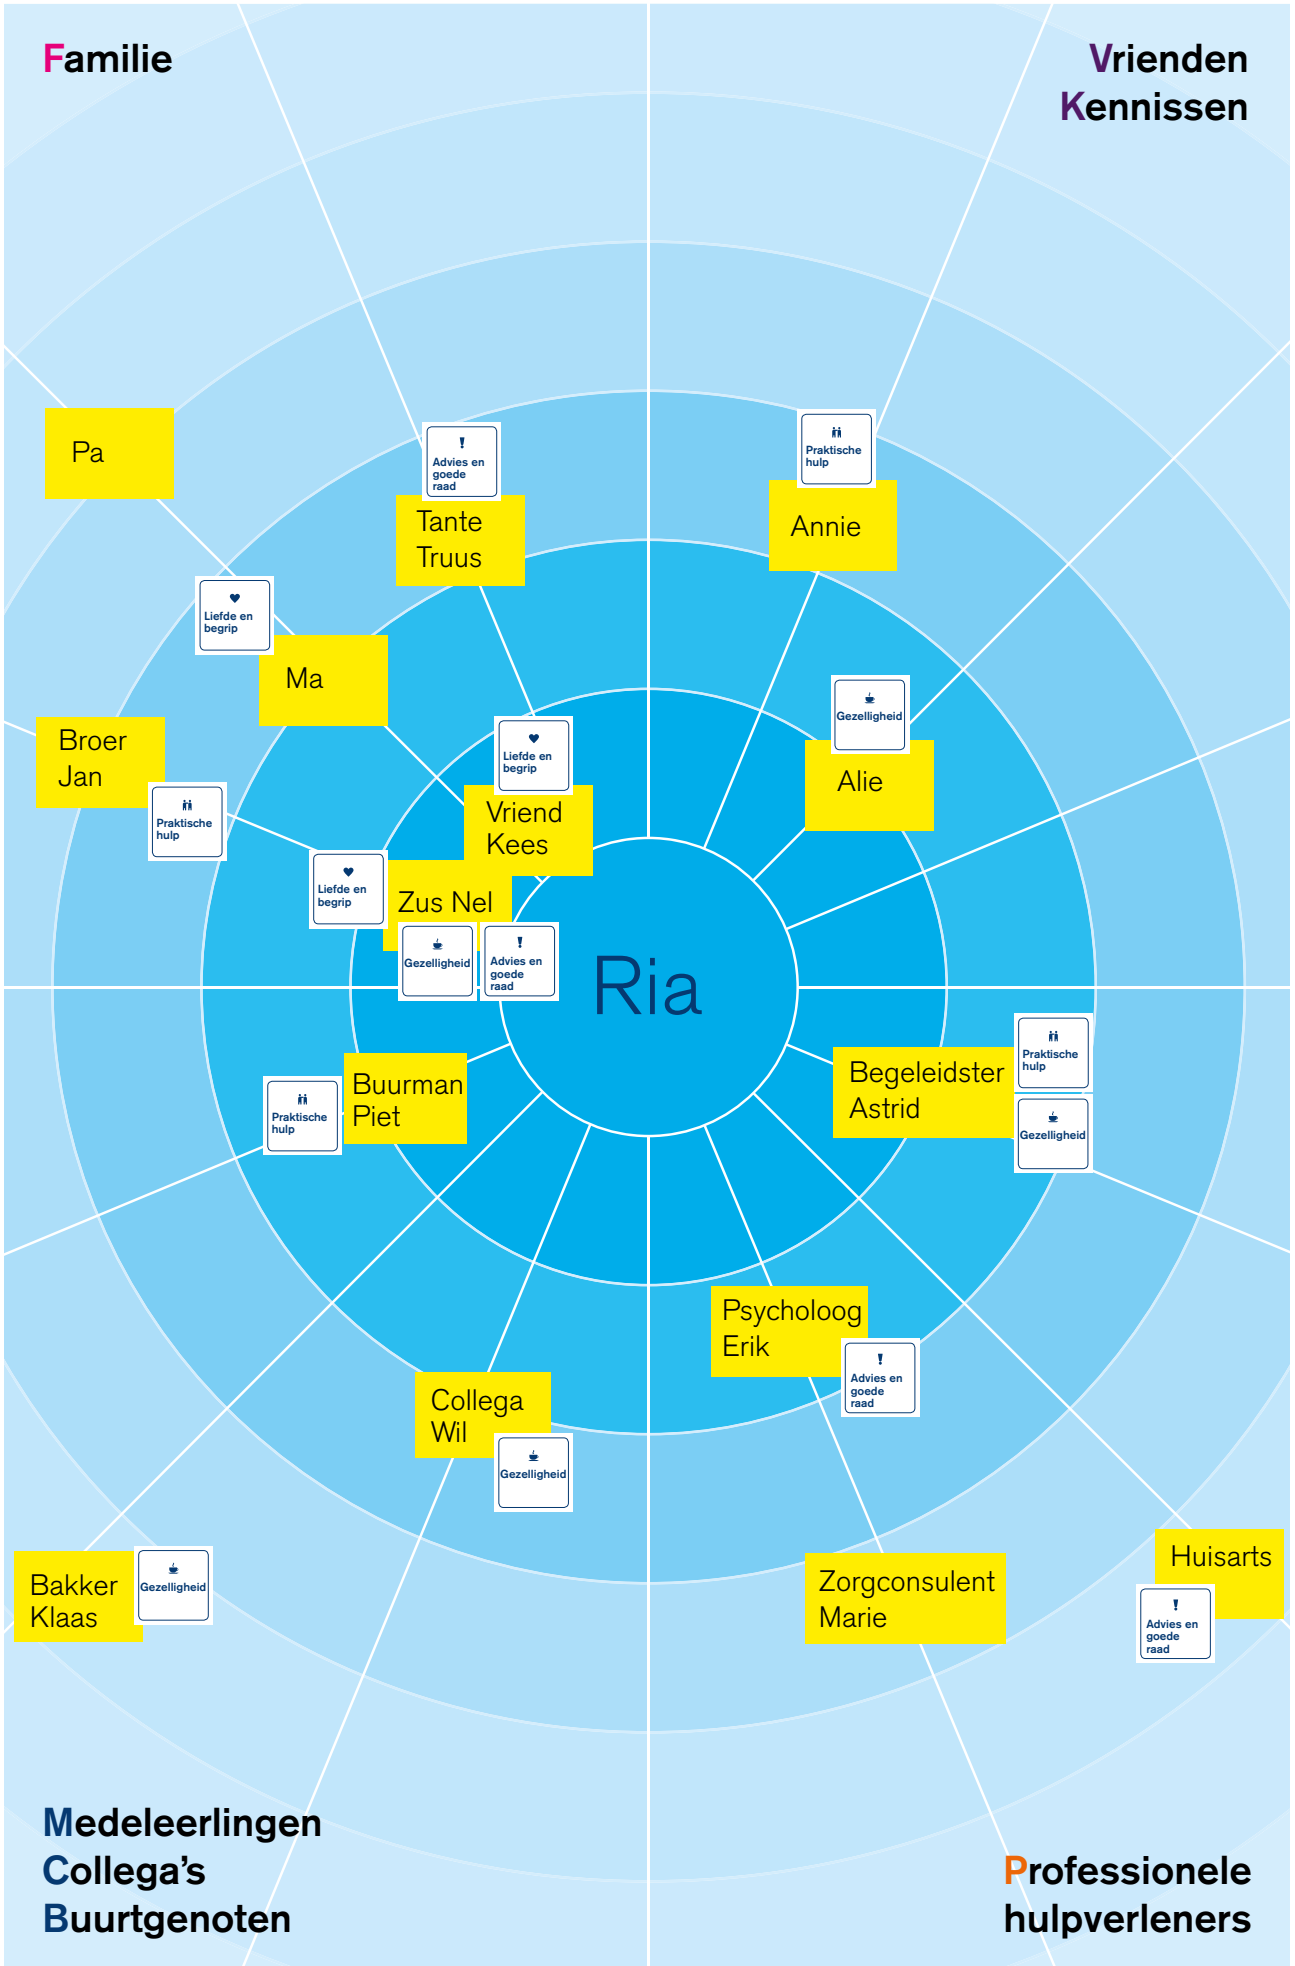 Familie
Vrienden
Kennissen
Pa
Advies en
goede
raad
Tante
Truus
Praktische
hulp
Annie
Liefde en
begrip
Ma
Broer
Jan
Praktische
hulp
Liefde en
begrip
Vriend
Kees
Gezelligheid
Alie
Liefde en
begrip
Zus Nel
Gezelligheid
Advies en
goede
raad
Ria
Buurman
Piet
Praktische
hulp
Begeleidster
Astrid
Praktische
hulp
Gezelligheid
Psycholoog
Erik
Advies en
goede
raad
Collega
Wil
Gezelligheid
Bakker
Klaas
Gezelligheid
Zorgconsulent
Marie
Huisarts
Advies en
goede
raad
Medeleerlingen
Collega’s
Buurtgenoten
Professionele
hulpverleners